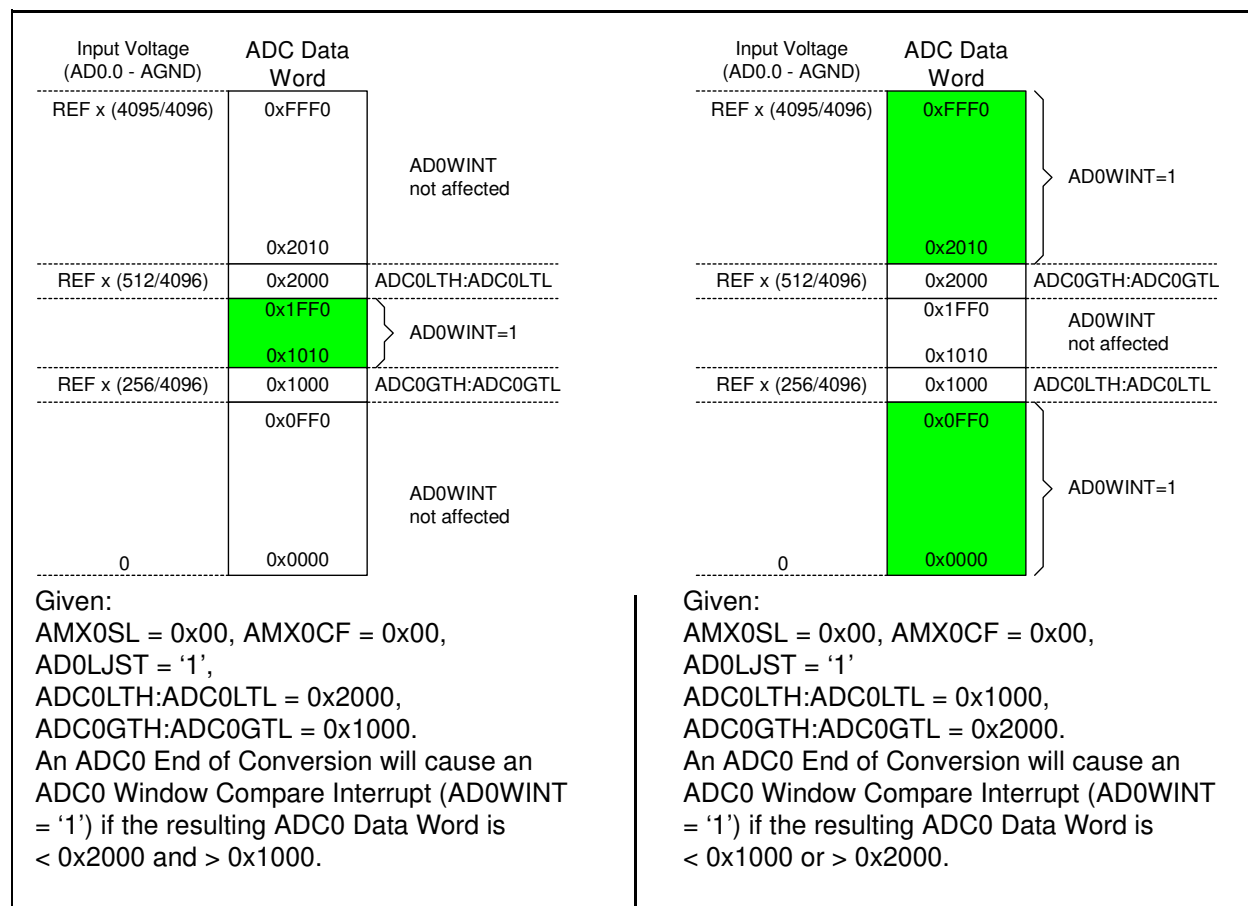 Input Voltage
(AD0.0 - AGND)
ADC Data
Word
REF x (4095/4096)
0xFFF0
AD0WINT
not affected
0x2010
REF x (512/4096)
0x2000
ADC0LTH:ADC0LTL
0x1FF0
AD0WINT=1
0x1010
REF x (256/4096)
0x1000
ADC0GTH:ADC0GTL
0x0FF0
AD0WINT
not affected
0
0x0000
Given:
AMX0SL = 0x00, AMX0CF = 0x00,
AD0LJST = ‘1’,
ADC0LTH:ADC0LTL = 0x2000,
ADC0GTH:ADC0GTL = 0x1000.
An ADC0 End of Conversion will cause an
ADC0 Window Compare Interrupt (AD0WINT
= ‘1’) if the resulting ADC0 Data Word is
< 0x2000 and > 0x1000.
Input Voltage
(AD0.0 - AGND)
ADC Data
Word
REF x (4095/4096)
0xFFF0
AD0WINT=1
0x2010
REF x (512/4096)
0x2000
ADC0GTH:ADC0GTL
0x1FF0
AD0WINT
not affected
0x1010
REF x (256/4096)
0x1000
ADC0LTH:ADC0LTL
0x0FF0
AD0WINT=1
0
0x0000
Given:
AMX0SL = 0x00, AMX0CF = 0x00,
AD0LJST = ‘1’
ADC0LTH:ADC0LTL = 0x1000,
ADC0GTH:ADC0GTL = 0x2000.
An ADC0 End of Conversion will cause an
ADC0 Window Compare Interrupt (AD0WINT
= ‘1’) if the resulting ADC0 Data Word is
< 0x1000 or > 0x2000.